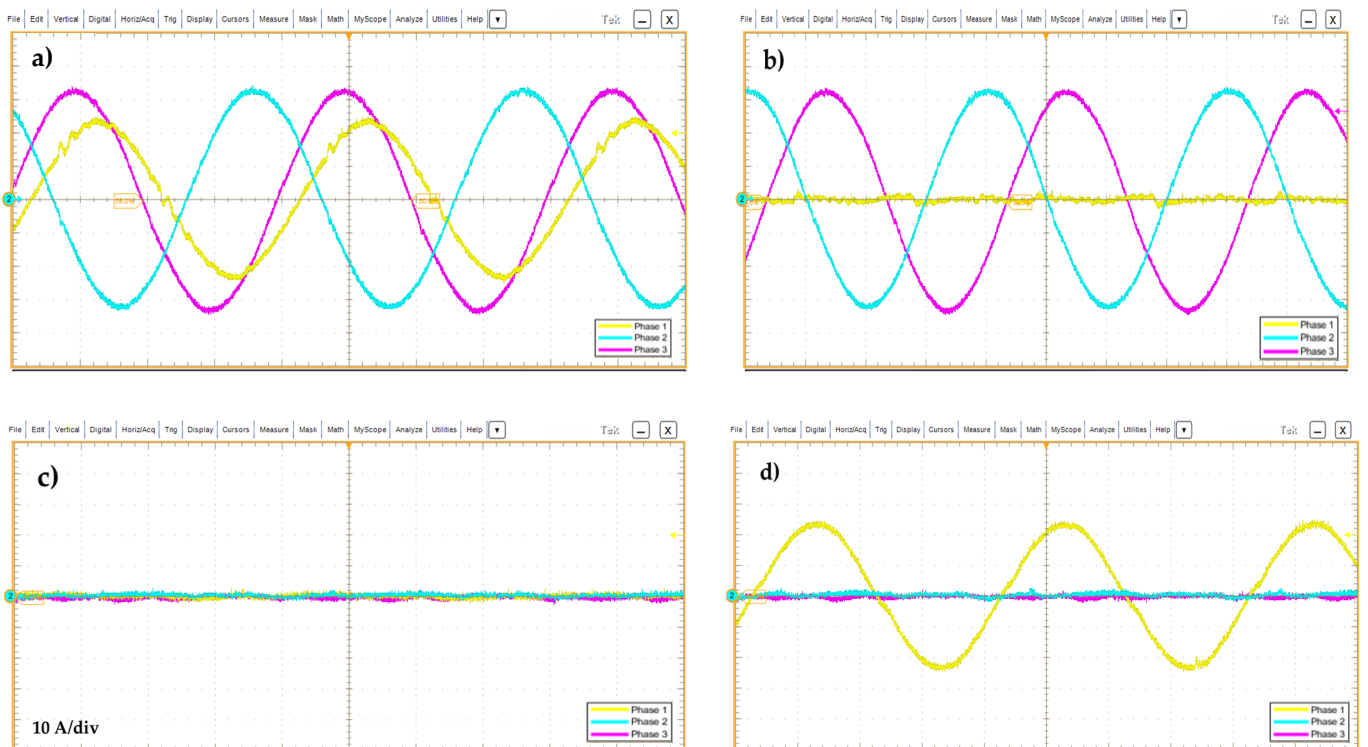 File Edit Vertical Digital Horiz/Acq Trig Display Cursors Measure Mask Math MyScope Analyze Utilities Help Tek X
a)
2
Phase 1
Phase 2
Phase 3
File Edit Vertical Digital Horiz/Acq Trig Display Cursors Measure Mask Math MyScope Analyze Utilities Help Tek X
b)
2
Phase 1
Phase 2
Phase 3
File Edit Vertical Digital Horiz/Acq Trig Display Cursors Measure Mask Math MyScope Analyze Utilities Help Tek X
c)
2
Phase 1
Phase 2
Phase 3
10 A/div
File Edit Vertical Digital Horiz/Acq Trig Display Cursors Measure Mask Math MyScope Analyze Utilities Help Tek X
d)
2
Phase 1
Phase 2
Phase 3